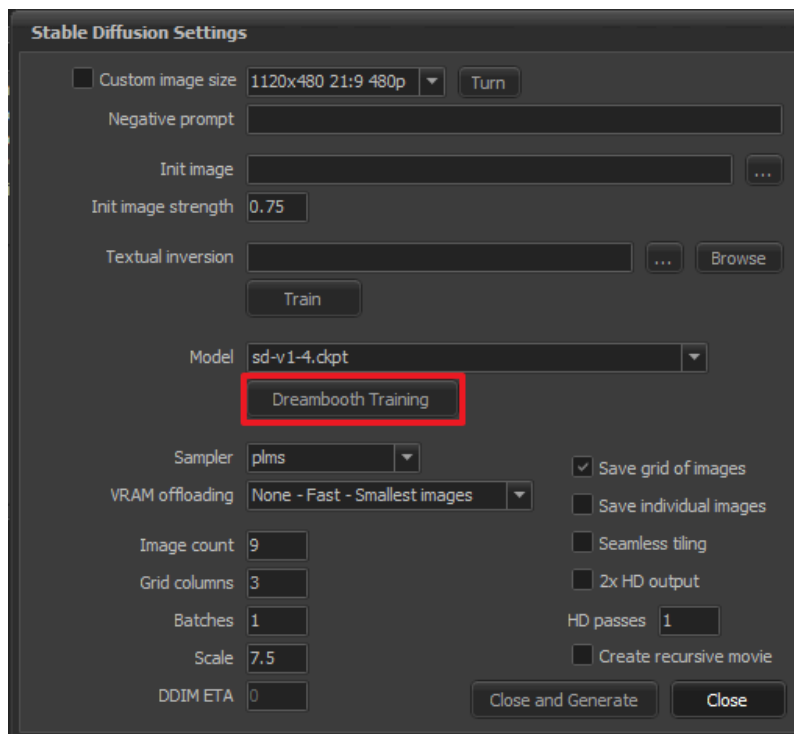 Stable Diffusion Settings
Custom image size 1120x480 21:9 480p Turn
Negative prompt
Init image ...
Init image strength 0.75
Textual inversion ... Browse
Train
Model sd-v1-4.ckpt
Dreambooth Training
Sampler plms
Save grid of images
VRAM offloading None - Fast - Smallest images
Save individual images
Image count 9 Seamless tiling
Grid columns 3 2x HD output
Batches 1 HD passes 1
Scale 7.5 Create recursive movie
DDIM ETA 0 Close and Generate Close